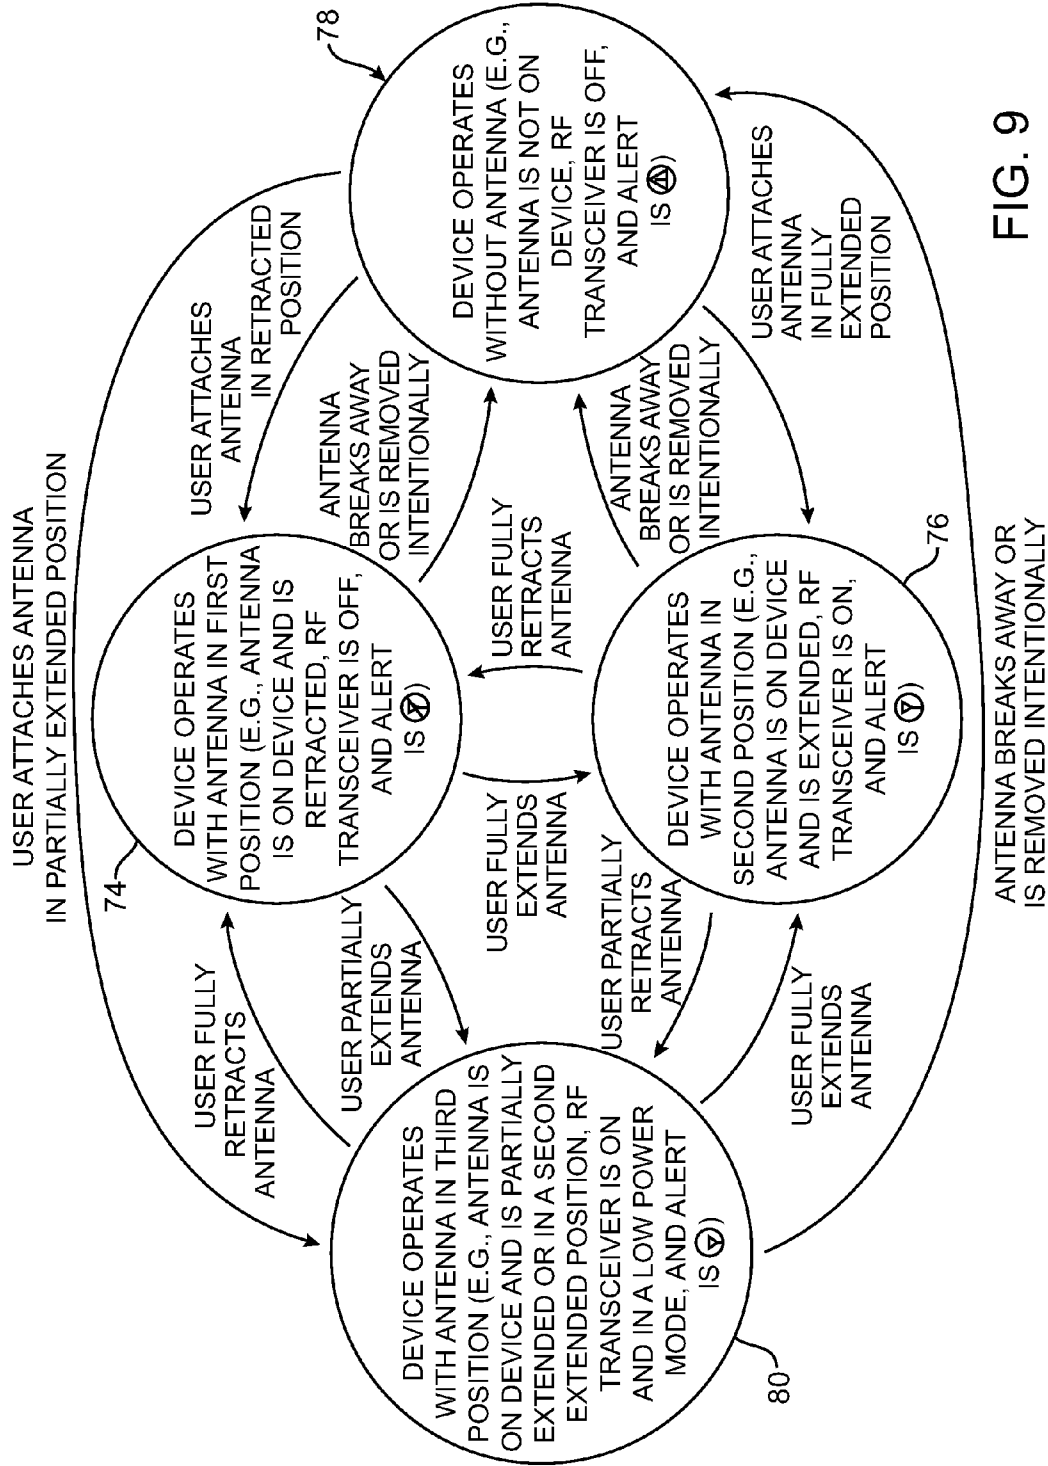 USER ATTACHES ANTENNA
IN PARTIALLY EXTENDED POSITION
74
USER FULLY
RETRACTS
ANTENNA
DEVICE OPERATES
WITH ANTENNA IN FIRST
POSITION (E.G., ANTENNA
IS ON DEVICE AND IS
RETRACTED, RF
TRANSCEIVER IS OFF,
AND ALERT
IS )
USER ATTACHES
ANTENNA
IN RETRACTED
POSITION
78
USER PARTIALLY
EXTENDS
ANTENNA
ANTENNA
BREAKS AWAY
OR IS REMOVED
INTENTIONALLY
DEVICE OPERATES
WITH ANTENNA IN THIRD
POSITION (E.G., ANTENNA IS
ON DEVICE AND IS PARTIALLY
EXTENDED OR IN A SECOND
EXTENDED POSITION, RF
TRANSCEIVER IS ON
AND IN A LOW POWER
MODE, AND ALERT
IS )
80
USER FULLY
EXTENDS
ANTENNA
USER FULLY
RETRACTS
ANTENNA
DEVICE OPERATES
WITHOUT ANTENNA (E.G.,
ANTENNA IS NOT ON
DEVICE, RF
TRANSCEIVER IS OFF,
AND ALERT
IS )
USER PARTIALLY
RETRACTS
ANTENNA
ANTENNA
BREAKS AWAY
OR IS REMOVED
INTENTIONALLY
USER FULLY
EXTENDS
ANTENNA
DEVICE OPERATES
WITH ANTENNA IN
SECOND POSITION (E.G.,
ANTENNA IS ON DEVICE
AND IS EXTENDED, RF
TRANSCEIVER IS ON,
AND ALERT
IS )
76
USER ATTACHES
ANTENNA
IN FULLY
EXTENDED
POSITION
ANTENNA BREAKS AWAY OR
IS REMOVED INTENTIONALLY
FIG. 9